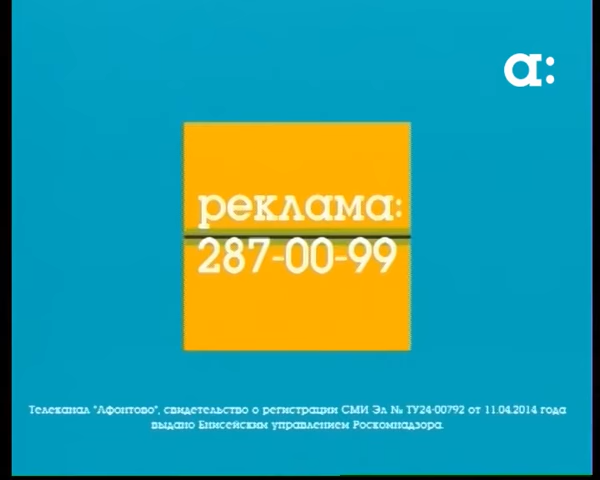 а:
реклама:
287-00-99
Телеканал "Афонтово", свидетельство о регистрации СМИ Эл № ТУ24-00792 от 11.04.2014 года
выдано Енисейским управлением Роскомнадзора.